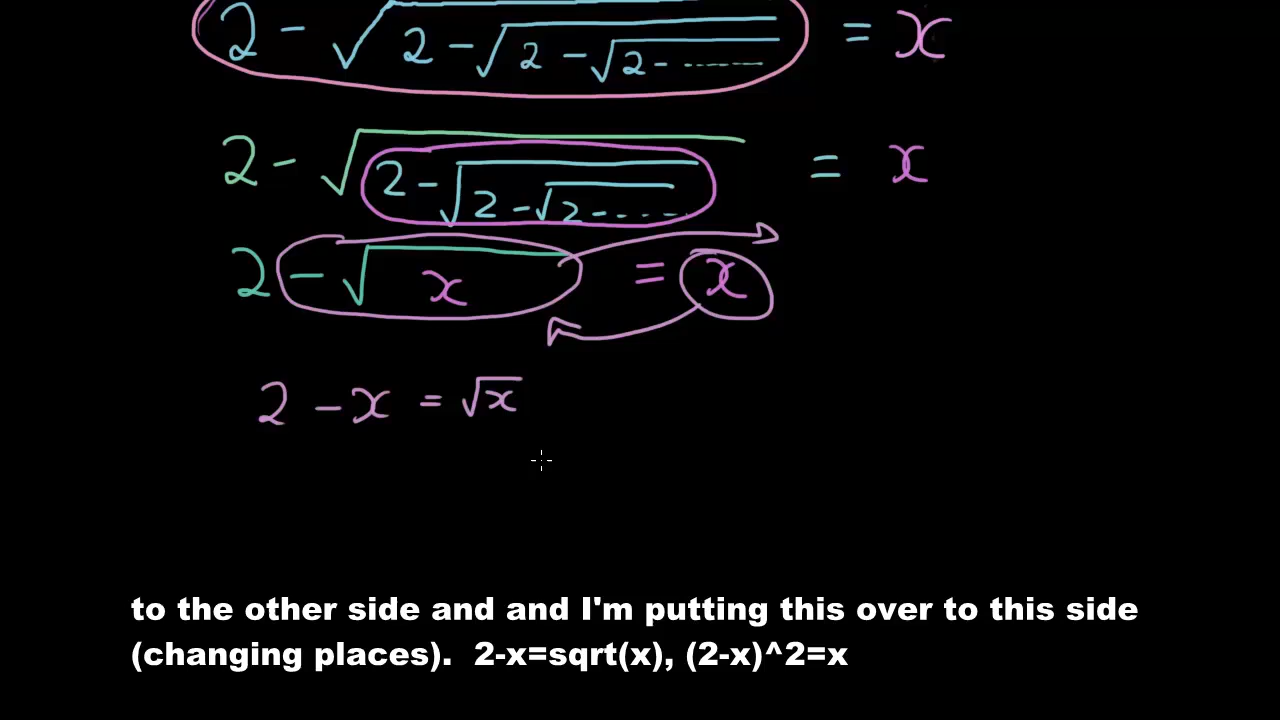 2 - √2 - √2 - √2 - ........ = x
2 - √2 - √2 - √2 - ..... = x
2 - √x = x
2 - x = √x
to the other side and and I'm putting this over to this side
(changing places).  2-x=sqrt(x), (2-x)^2=x